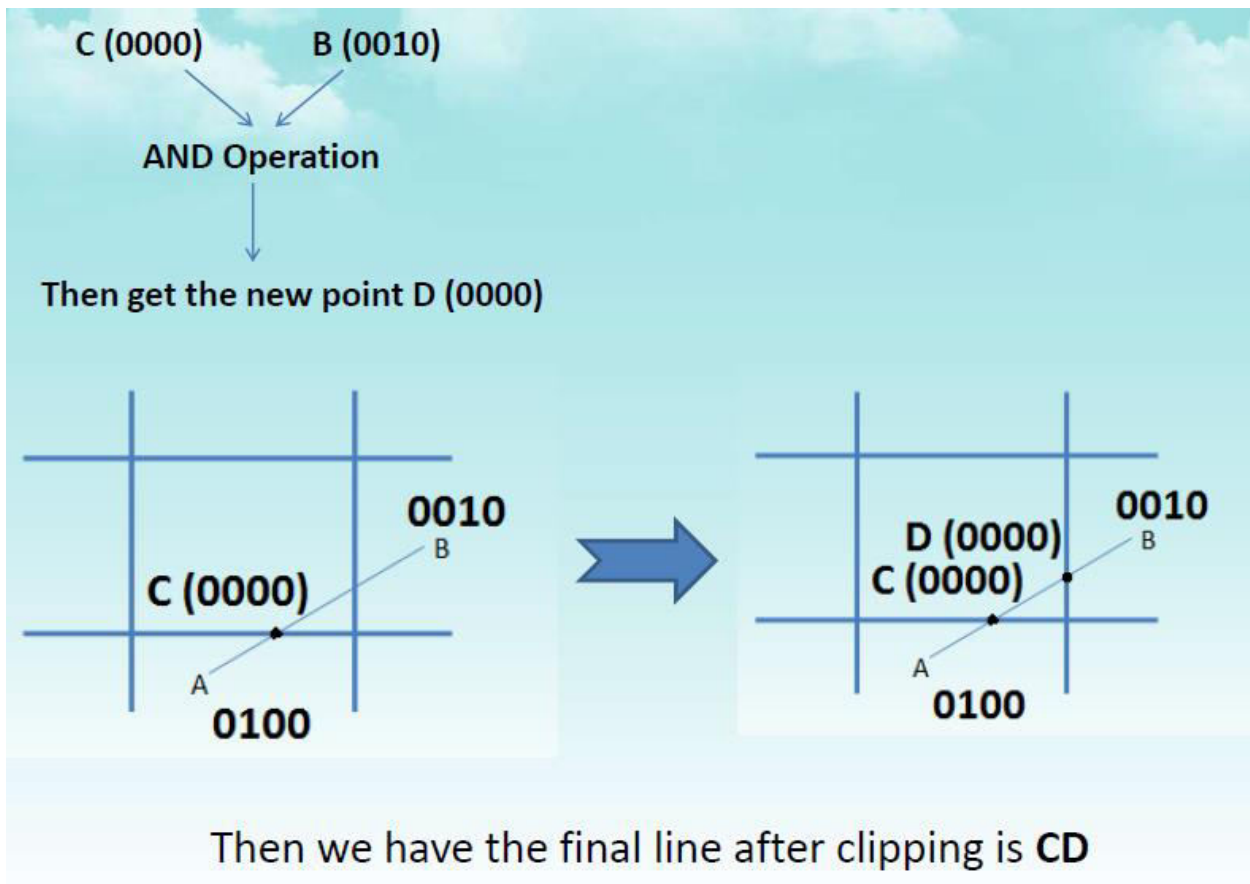 C (0000) B (0010)
AND Operation
Then get the new point D (0000)
0010
B
C (0000)
A
0100
0010
B
D (0000)
C (0000)
A
0100
Then we have the final line after clipping is CD